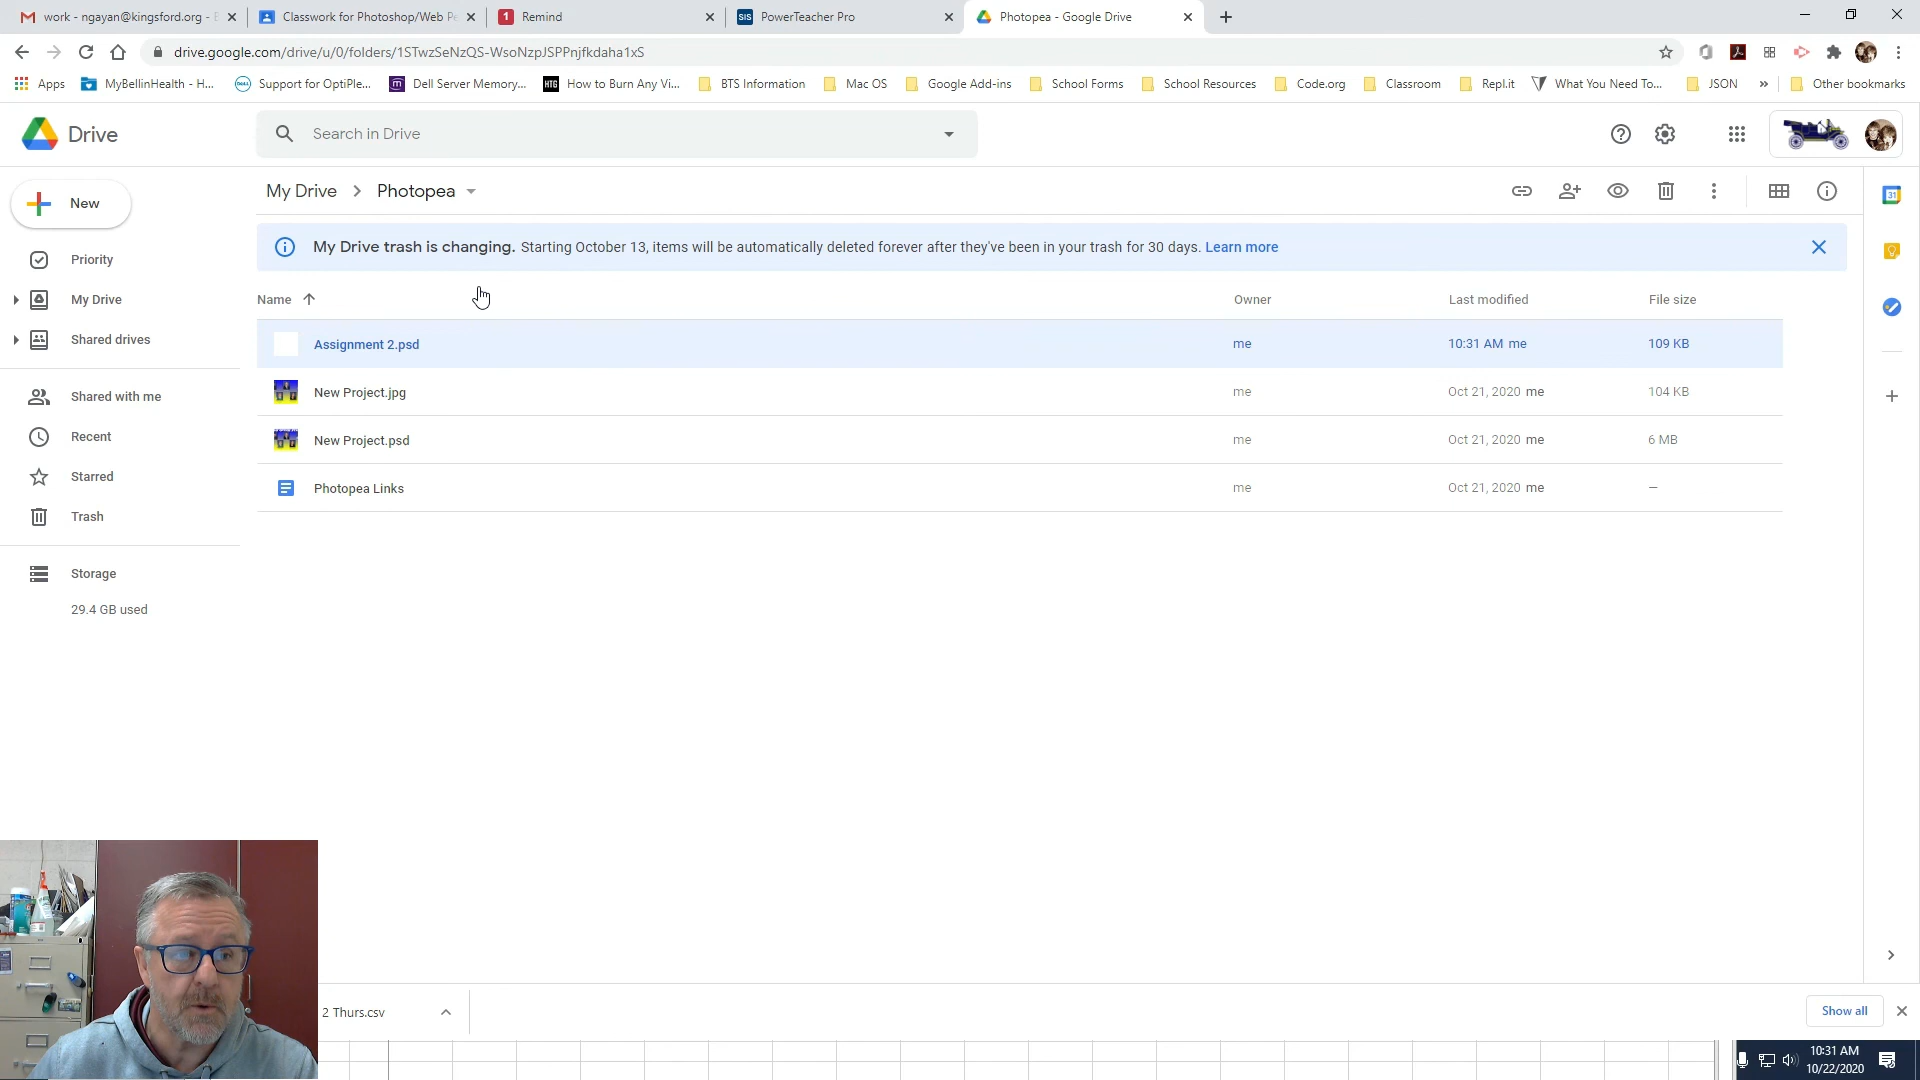 work - ngayan@kingsford.org - E
Classwork for Photoshop/Web Pe
1 Remind
SIS PowerTeacher Pro
Photopea - Google Drive
drive.google.com/drive/u/0/folders/1STwzSeNzQS-WsoNzpJSPPnjfkdaha1xS
Apps
MyBellinHealth - H...
Support for OptiPle...
m Dell Server Memory...
HTG How to Burn Any Vi...
BTS Information
Mac OS
Google Add-ins
School Forms
School Resources
Code.org
Classroom
Repl.it
What You Need To...
JSON
»
Other bookmarks
Drive
Search in Drive
My Drive > Photopea
New
My Drive trash is changing. Starting October 13, items will be automatically deleted forever after they've been in your trash for 30 days. Learn more
Priority
My Drive
Shared drives
Shared with me
Recent
Starred
Trash
Storage
29.4 GB used
Name Owner Last modified File size
Assignment 2.psd me 10:31 AM me 109 KB
New Project.jpg me Oct 21, 2020 me 104 KB
New Project.psd me Oct 21, 2020 me 6 MB
Photopea Links me Oct 21, 2020 me —
31
2 Thurs.csv
Show all
10:31 AM
10/22/2020